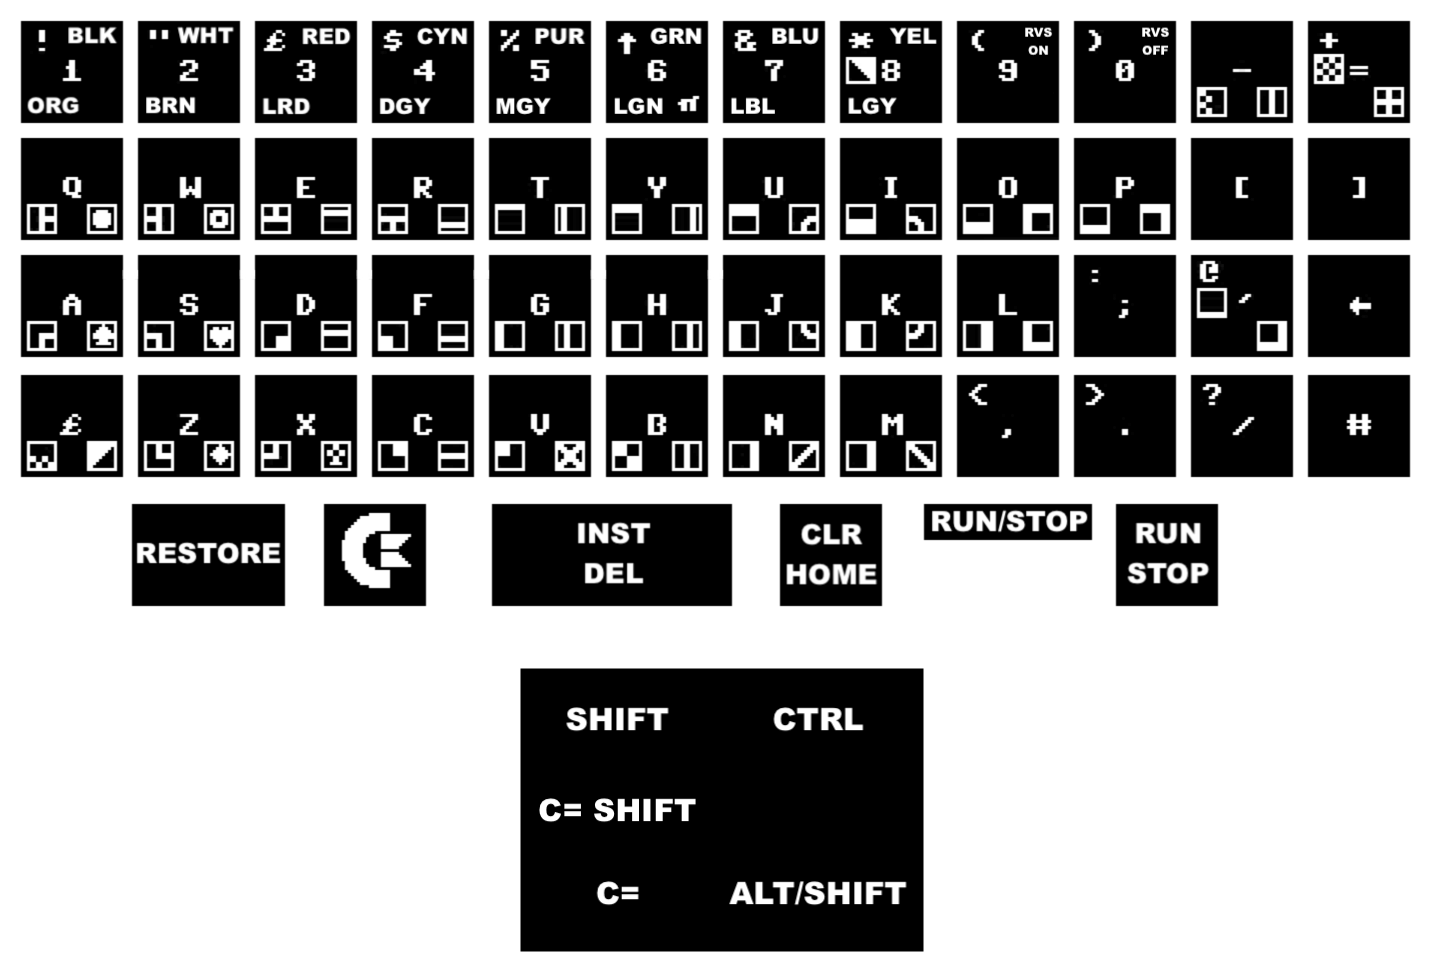 ! BLK " WHT £ RED $ CYN % PUR ↑ GRN & BLU * YEL ( RVS ON ) RVS OFF +
1 2 3 4 5 6 7 8 9 0 - =
ORG BRN LRD DGY MGY LGN π LBL LGY
Q W E R T Y U I O P [ ]
: @
A S D F G H J K L ; ' ←
< > ?
£ Z X C V B N M , . / #
RESTORE INST CLR RUN/STOP RUN
DEL HOME STOP
SHIFT CTRL
C= SHIFT
C= ALT/SHIFT